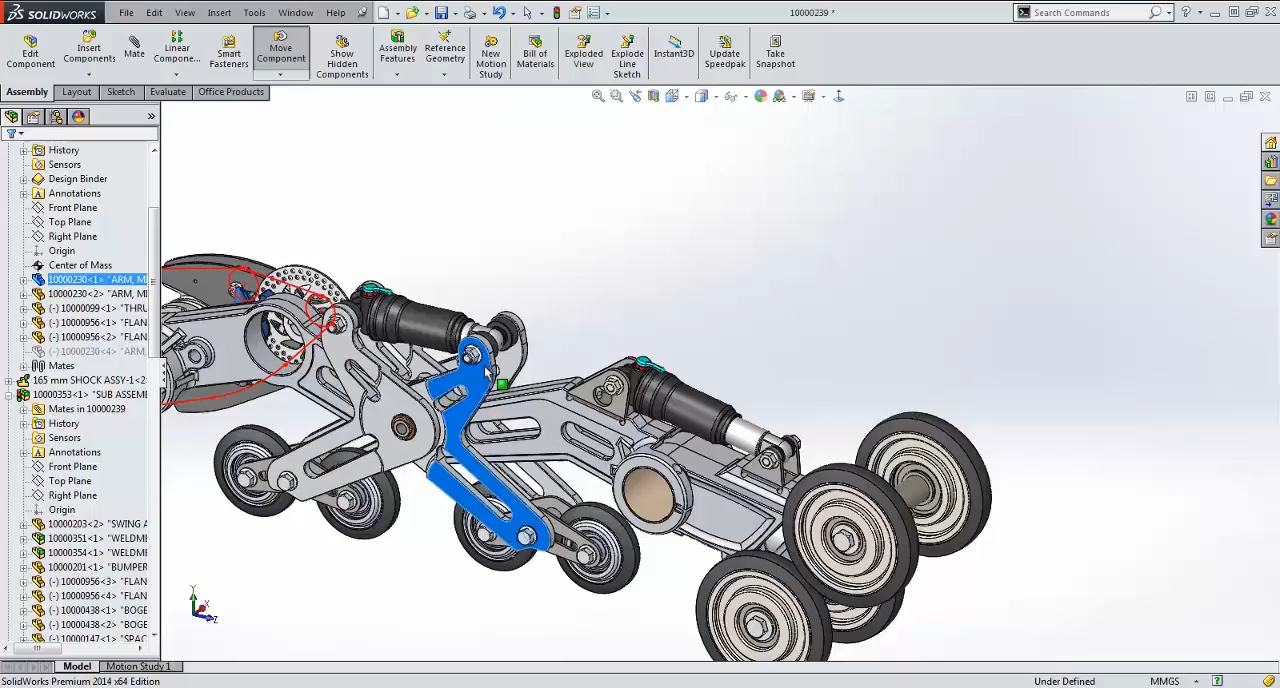 SOLIDWORKS File Edit View Insert Tools Window Help 10000239 * Search Commands
Edit Component
Insert Components
Mate
Linear Compone...
Smart Fasteners
Move Component
Show Hidden Components
Assembly Features
Reference Geometry
New Motion Study
Bill of Materials
Exploded View
Explode Line Sketch
Instant3D
Update Speedpak
Take Snapshot
Assembly Layout Sketch Evaluate Office Products
History
Sensors
Design Binder
Annotations
Front Plane
Top Plane
Right Plane
Origin
Center of Mass
10000230<1> "ARM, MI
10000230<2> "ARM, MI
(-) 10000099<1> "THRU
(-) 10000956<1> "FLAN
(-) 10000956<2> "FLAN
(-) 10000230<4> "ARM,
Mates
165 mm SHOCK ASSY-1<2>
10000353<1> "SUB ASSEME
Mates in 10000239
History
Sensors
Annotations
Front Plane
Top Plane
Right Plane
Origin
10000203<2> "SWING A
10000351<1> "WELDME
10000354<1> "WELDME
10000201<1> "BUMPER
(-) 10000956<3> "FLAN
(-) 10000956<4> "FLAN
(-) 10000438<1> "BOGE
(-) 10000438<2> "BOGE
(-) 10000147<1> "SPAC
Y
X
Z
Model Motion Study 1
SolidWorks Premium 2014 x64 Edition Under Defined MMGS